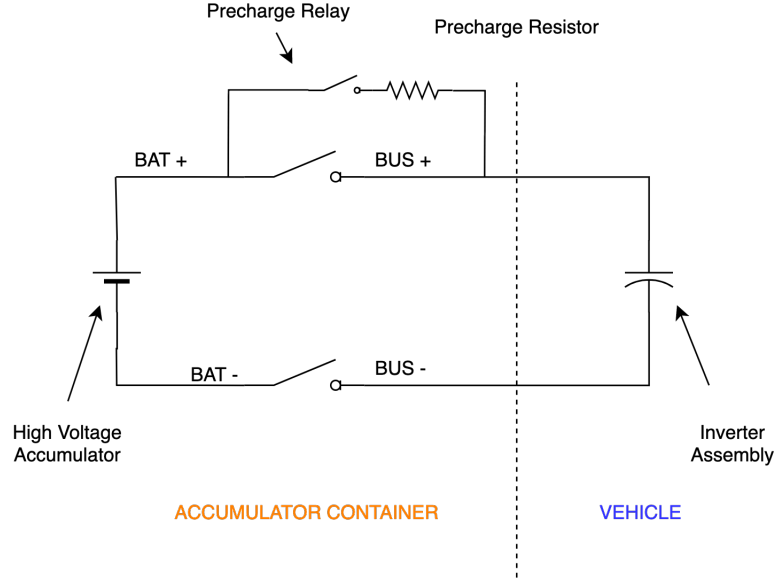 Precharge Relay
Precharge Resistor
BAT +
BUS +
BAT -
BUS -
High Voltage
Accumulator
Inverter
Assembly
ACCUMULATOR CONTAINER
VEHICLE